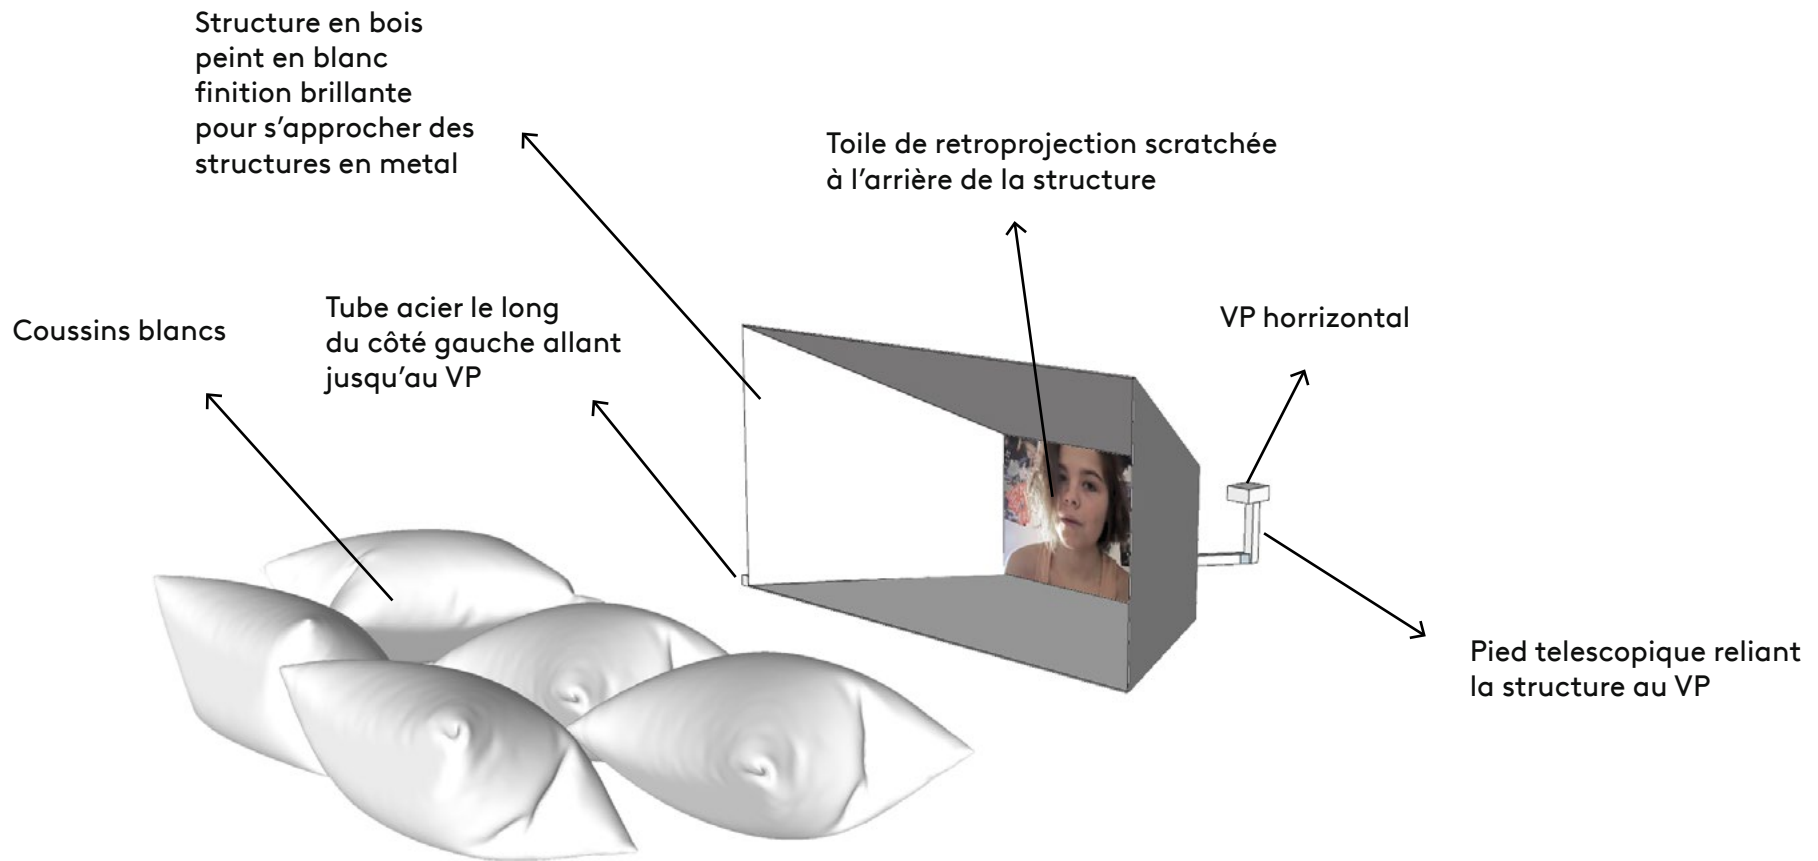 Structure en bois
peint en blanc
finition brillante
pour s’approcher des
structures en metal
Toile de retroprojection scratchée
à l’arrière de la structure
Coussins blancs
Tube acier le long
du côté gauche allant
jusqu’au VP
VP horrizontal
Pied telescopique reliant
la structure au VP